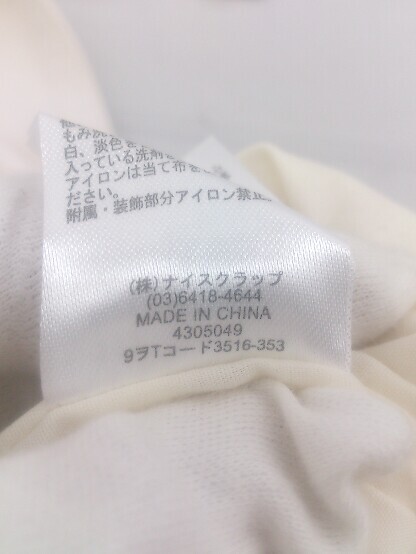 もみ洗
白、淡色
入っている洗剤
アイロンは当て布を
ださい。
附属・装飾部分アイロン禁止
(株)ナイスクラップ
(03)6418-4644
MADE IN CHINA
4305049
9ヲTコード3516-353